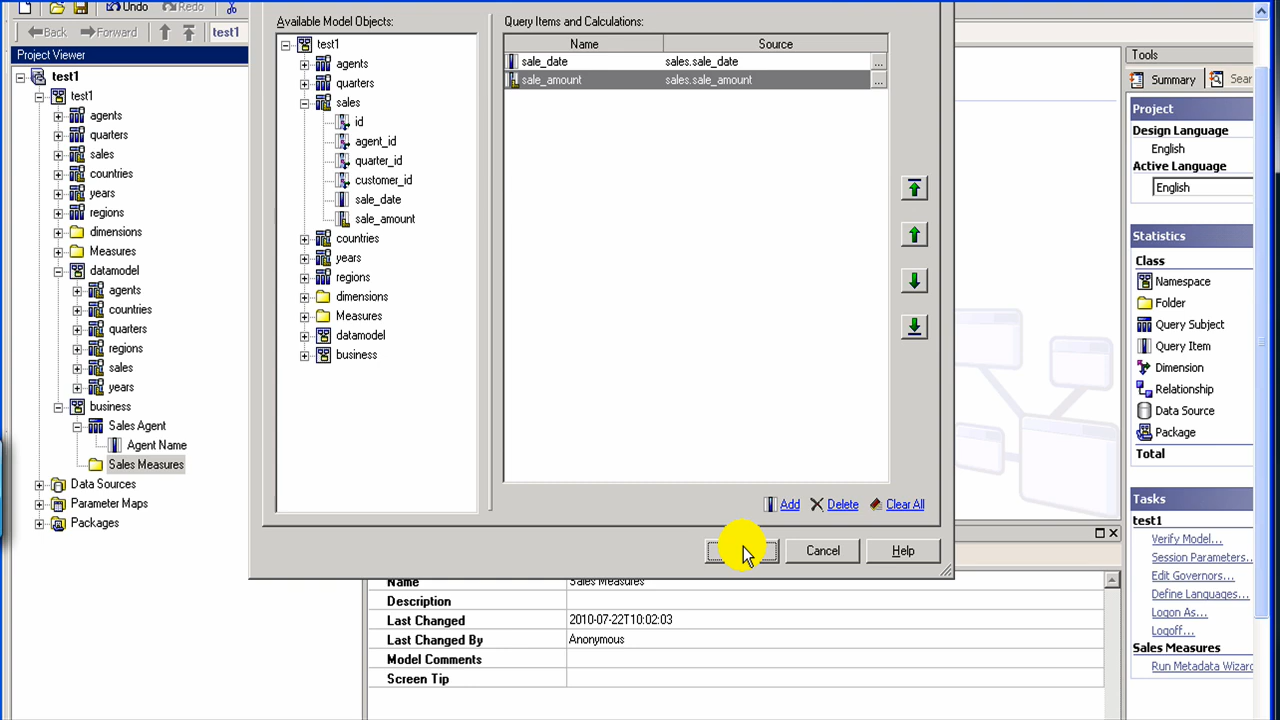 Undo
Redo
Back
Forward
test1
Project Viewer
test1
test1
agents
quarters
sales
countries
years
regions
dimensions
Measures
datamodel
agents
countries
quarters
regions
sales
years
business
Sales Agent
Agent Name
Sales Measures
Data Sources
Parameter Maps
Packages
Available Model Objects:
test1
agents
quarters
sales
id
agent_id
quarter_id
customer_id
sale_date
sale_amount
countries
years
regions
dimensions
Measures
datamodel
business
Query Items and Calculations:
Name Source
sale_date sales.sale_date ...
sale_amount sales.sale_amount ...
Add Delete Clear All
Cancel Help
Name Sales Measures
Description
Last Changed 2010-07-22T10:02:03
Last Changed By Anonymous
Model Comments
Screen Tip
Tools
Summary Sear
Project
Design Language
English
Active Language
English
Statistics
Class
Namespace
Folder
Query Subject
Query Item
Dimension
Relationship
Data Source
Package
Total
Tasks
test1
Verify Model...
Session Parameters..
Edit Governors...
Define Languages...
Logon As...
Logoff...
Sales Measures
Run Metadata Wizard